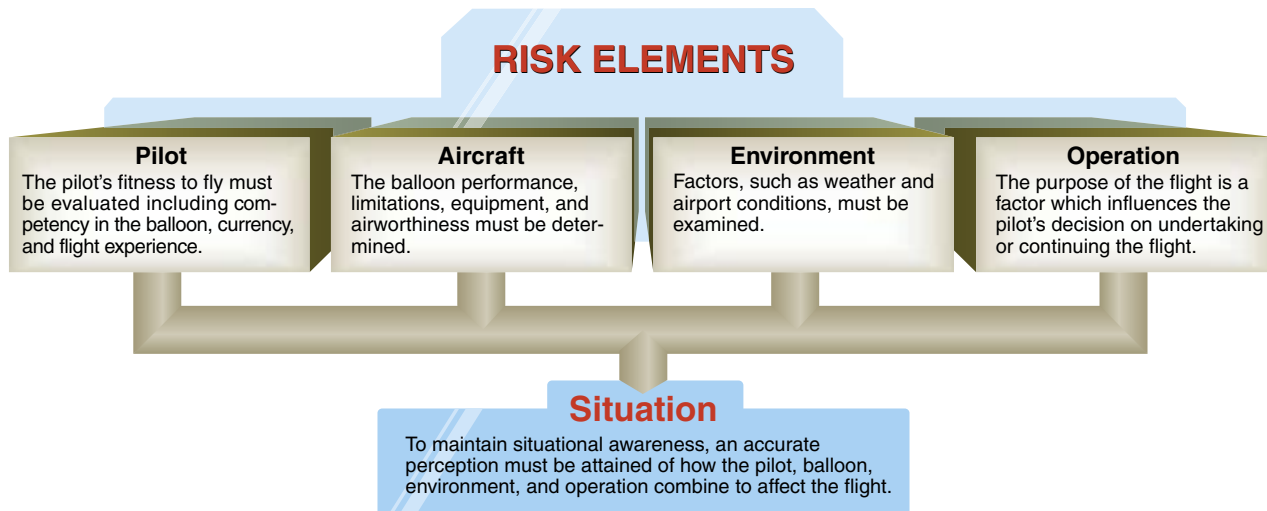 RISK ELEMENTS
Pilot
The pilot's fitness to fly must
be evaluated including com-
petency in the balloon, currency,
and flight experience.
Aircraft
The balloon performance,
limitations, equipment, and
airworthiness must be deter-
mined.
Environment
Factors, such as weather and
airport conditions, must be
examined.
Operation
The purpose of the flight is a
factor which influences the
pilot's decision on undertaking
or continuing the flight.
Situation
To maintain situational awareness, an accurate
perception must be attained of how the pilot, balloon,
environment, and operation combine to affect the flight.